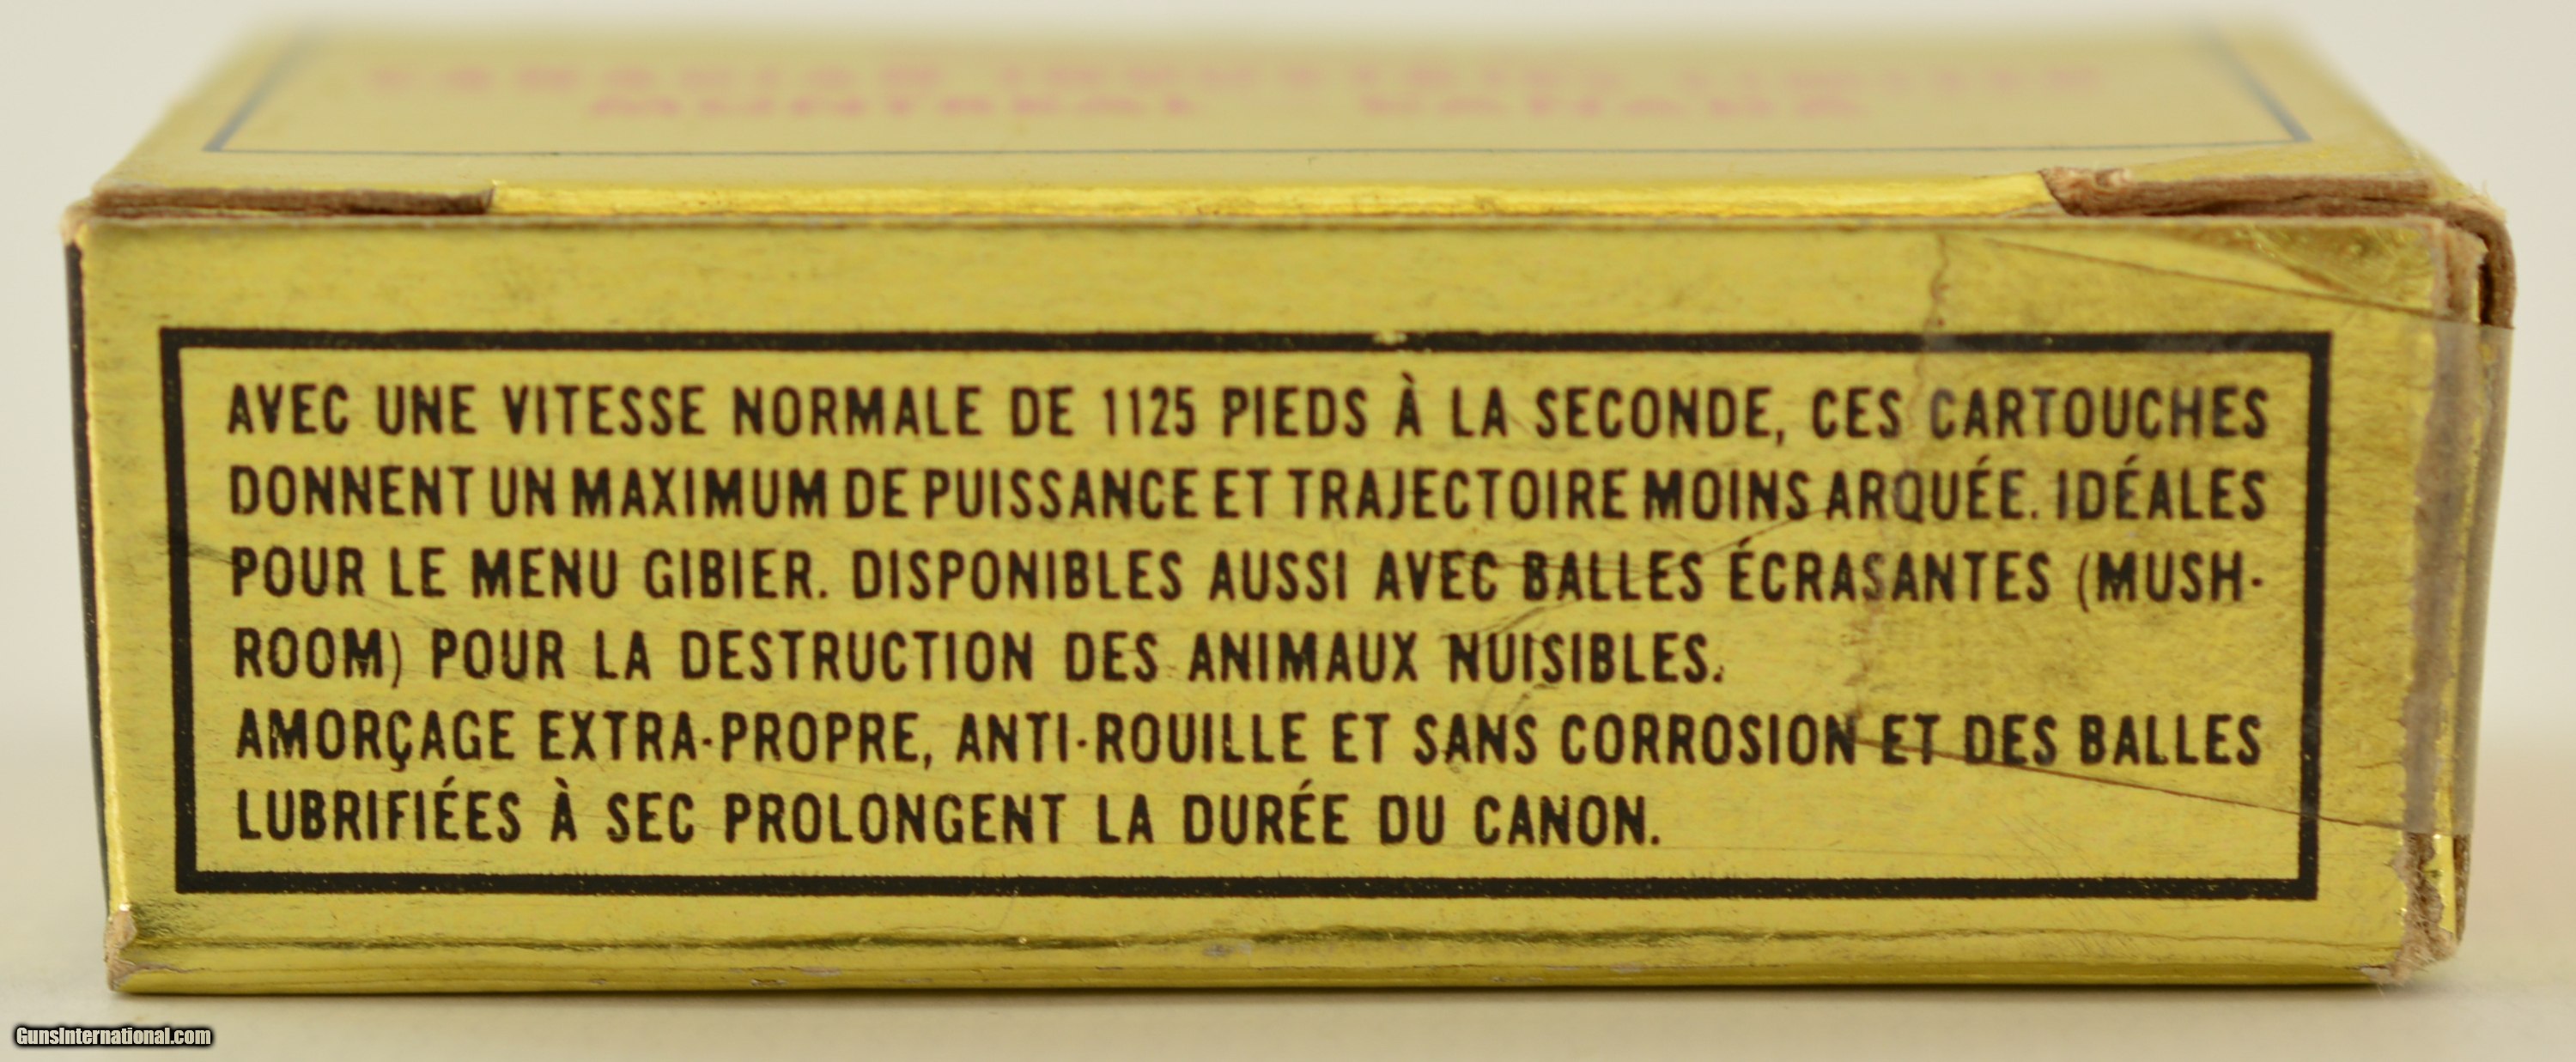 MONTREAL CANADA
AVEC UNE VITESSE NORMALE DE 1125 PIEDS À LA SECONDE, CES CARTOUCHES
DONNENT UN MAXIMUM DE PUISSANCE ET TRAJECTOIRE MOINS ARQUÉE. IDÉALES
POUR LE MENU GIBIER. DISPONIBLES AUSSI AVEC BALLES ÉCRASANTES (MUSH-
ROOM) POUR LA DESTRUCTION DES ANIMAUX NUISIBLES.
AMORÇAGE EXTRA-PROPRE, ANTI-ROUILLE ET SANS CORROSION ET DES BALLES
LUBRIFIÉES À SEC PROLONGENT LA DURÉE DU CANON.
GunsInternational.com